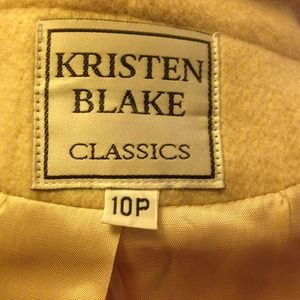 KRISTEN
BLAKE
CLASSICS
10P